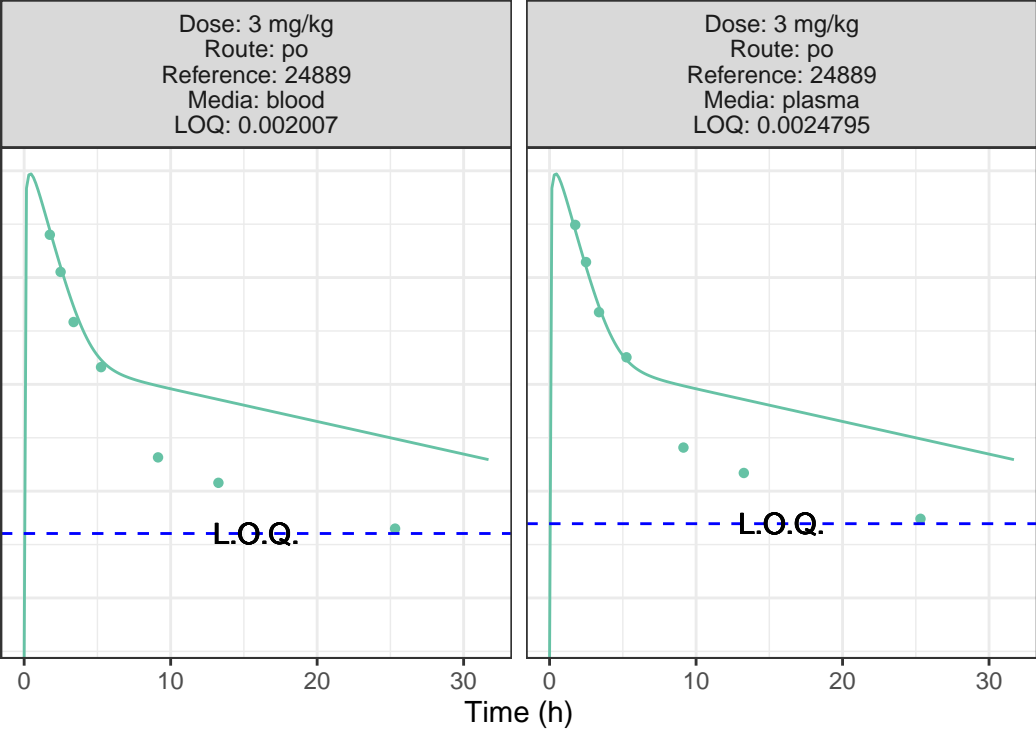 Dose: 3 mg/kg
Route: po
Reference: 24889
Media: blood
LOQ: 0.002007
Dose: 3 mg/kg
Route: po
Reference: 24889
Media: plasma
LOQ: 0.0024795
L.O.Q.
L.O.Q.
0 10 20 30
0 10 20 30
Time (h)